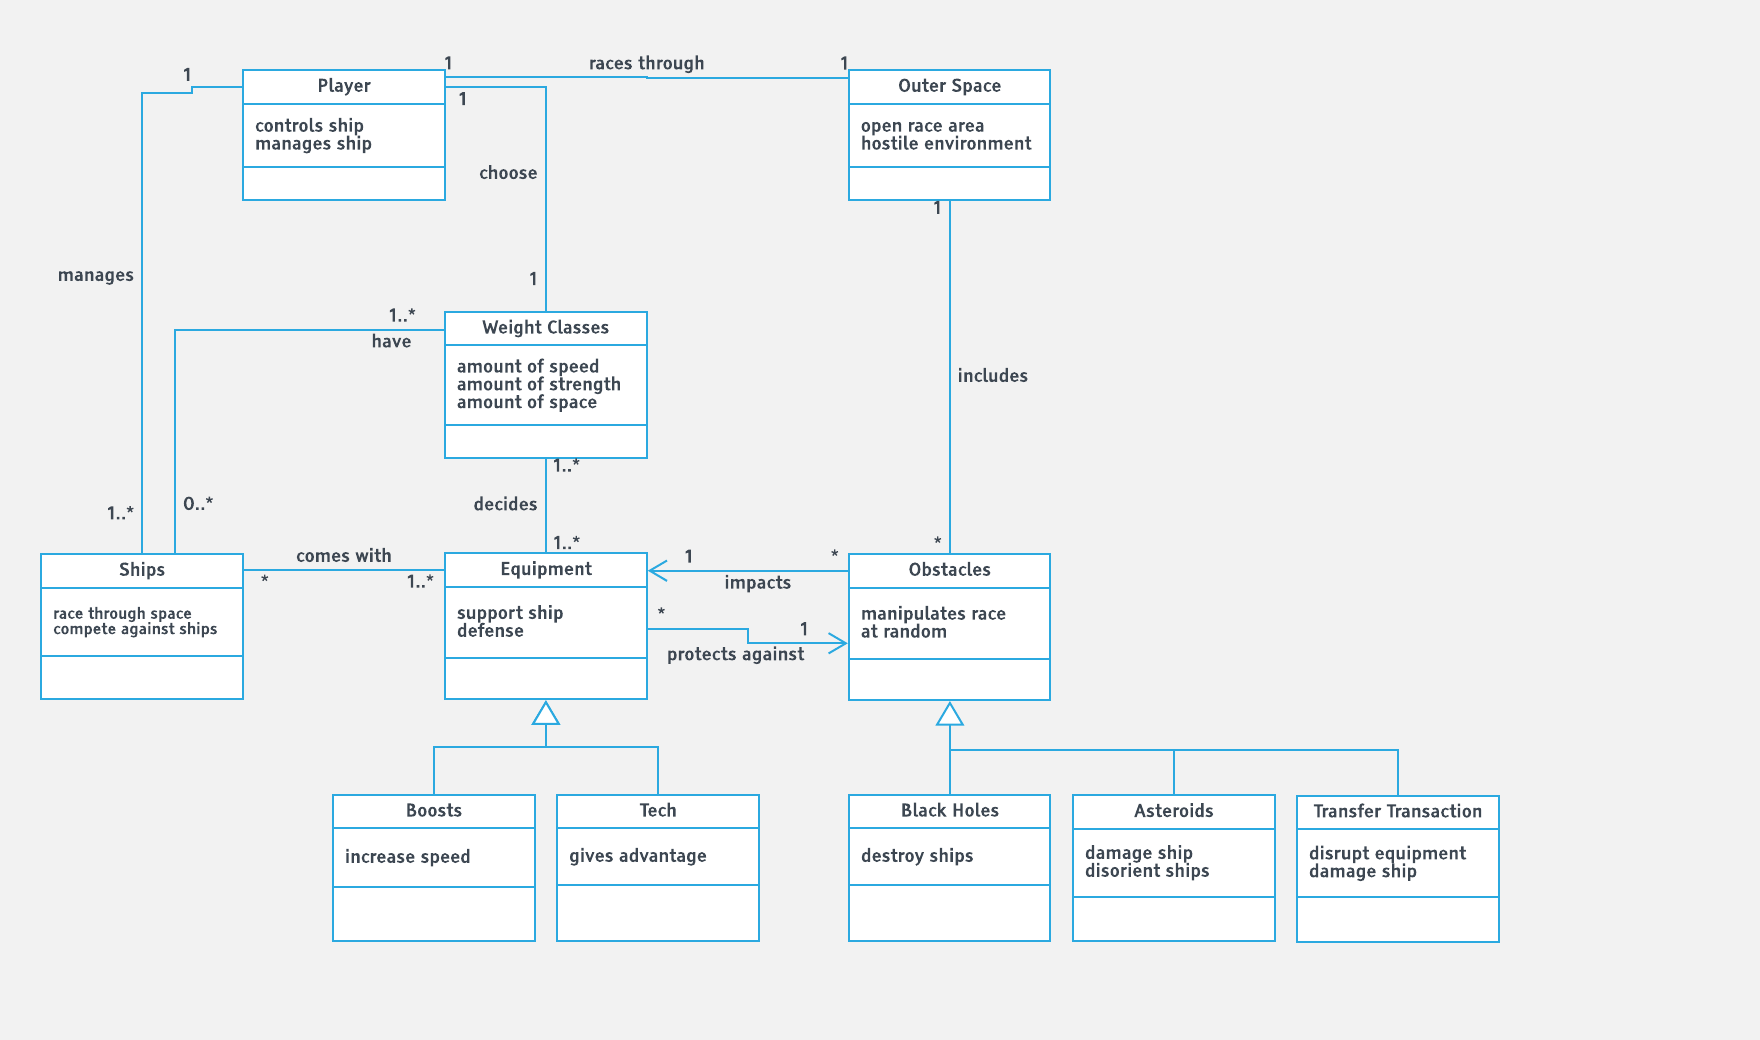 1
1
races through
1
Player
Outer Space
1
controls ship
manages ship
open race area
hostile environment
choose
1
manages
1
1..*
Weight Classes
have
amount of speed
amount of strength
amount of space
includes
1..*
decides
0..*
1..*
1..*
*
comes with
1
*
Ships
*
1..*
Equipment
impacts
Obstacles
race through space
compete against ships
support ship
defense
*
1
protects against
manipulates race
at random
Boosts
Tech
Black Holes
Asteroids
Transfer Transaction
increase speed
gives advantage
destroy ships
damage ship
disorient ships
disrupt equipment
damage ship